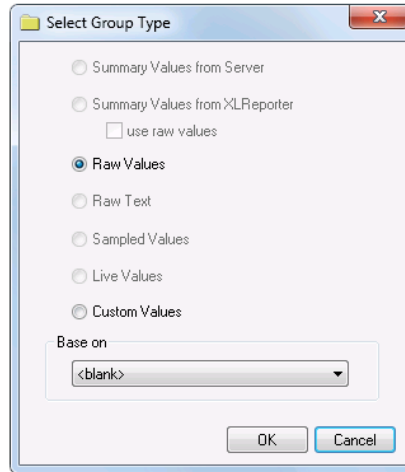 Select Group Type
Summary Values from Server
Summary Values from XLReporter
use raw values
Raw Values
Raw Text
Sampled Values
Live Values
Custom Values
Base on
<blank>
OK Cancel